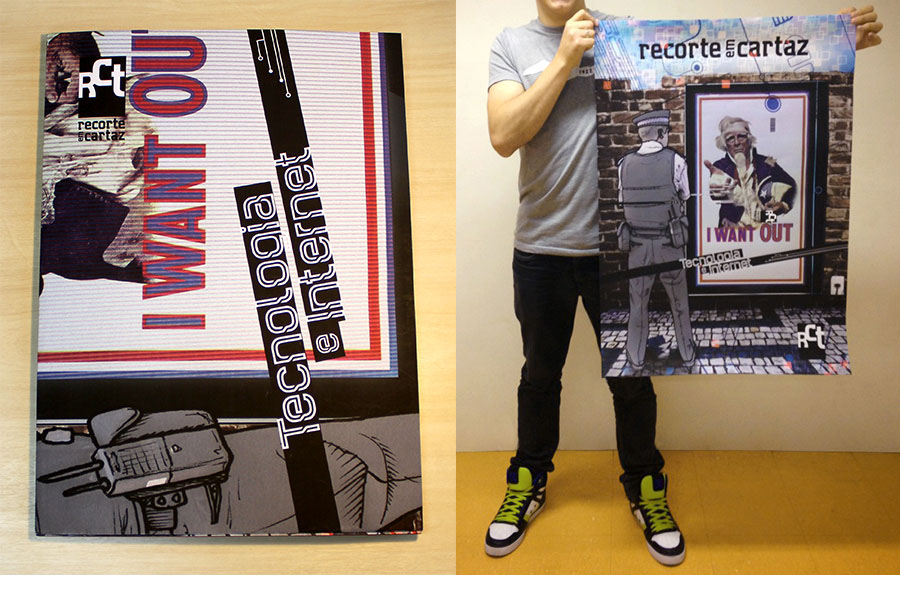 RCT
recorte
em
cartaz
I WANT OU
Tecnologia
e Internet
recorte em cartaz
I WANT OUT
Tecnologia
e Internet
RCT